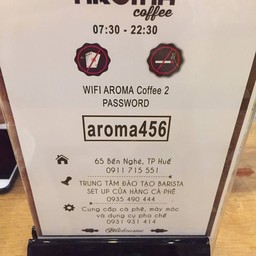 AROMA
coffee
07:30 - 22:30
WIFI AROMA Coffee 2
PASSWORD
aroma456
65 Bến Nghé, TP Huế
0911 715 551
TRUNG TÂM ĐÀO TẠO BARISTA
SET UP CỬA HÀNG CÀ PHÊ
0935 490 444
Cung cấp cà phê, máy móc
và dụng cụ pha chế
0931 931 414
Welcome